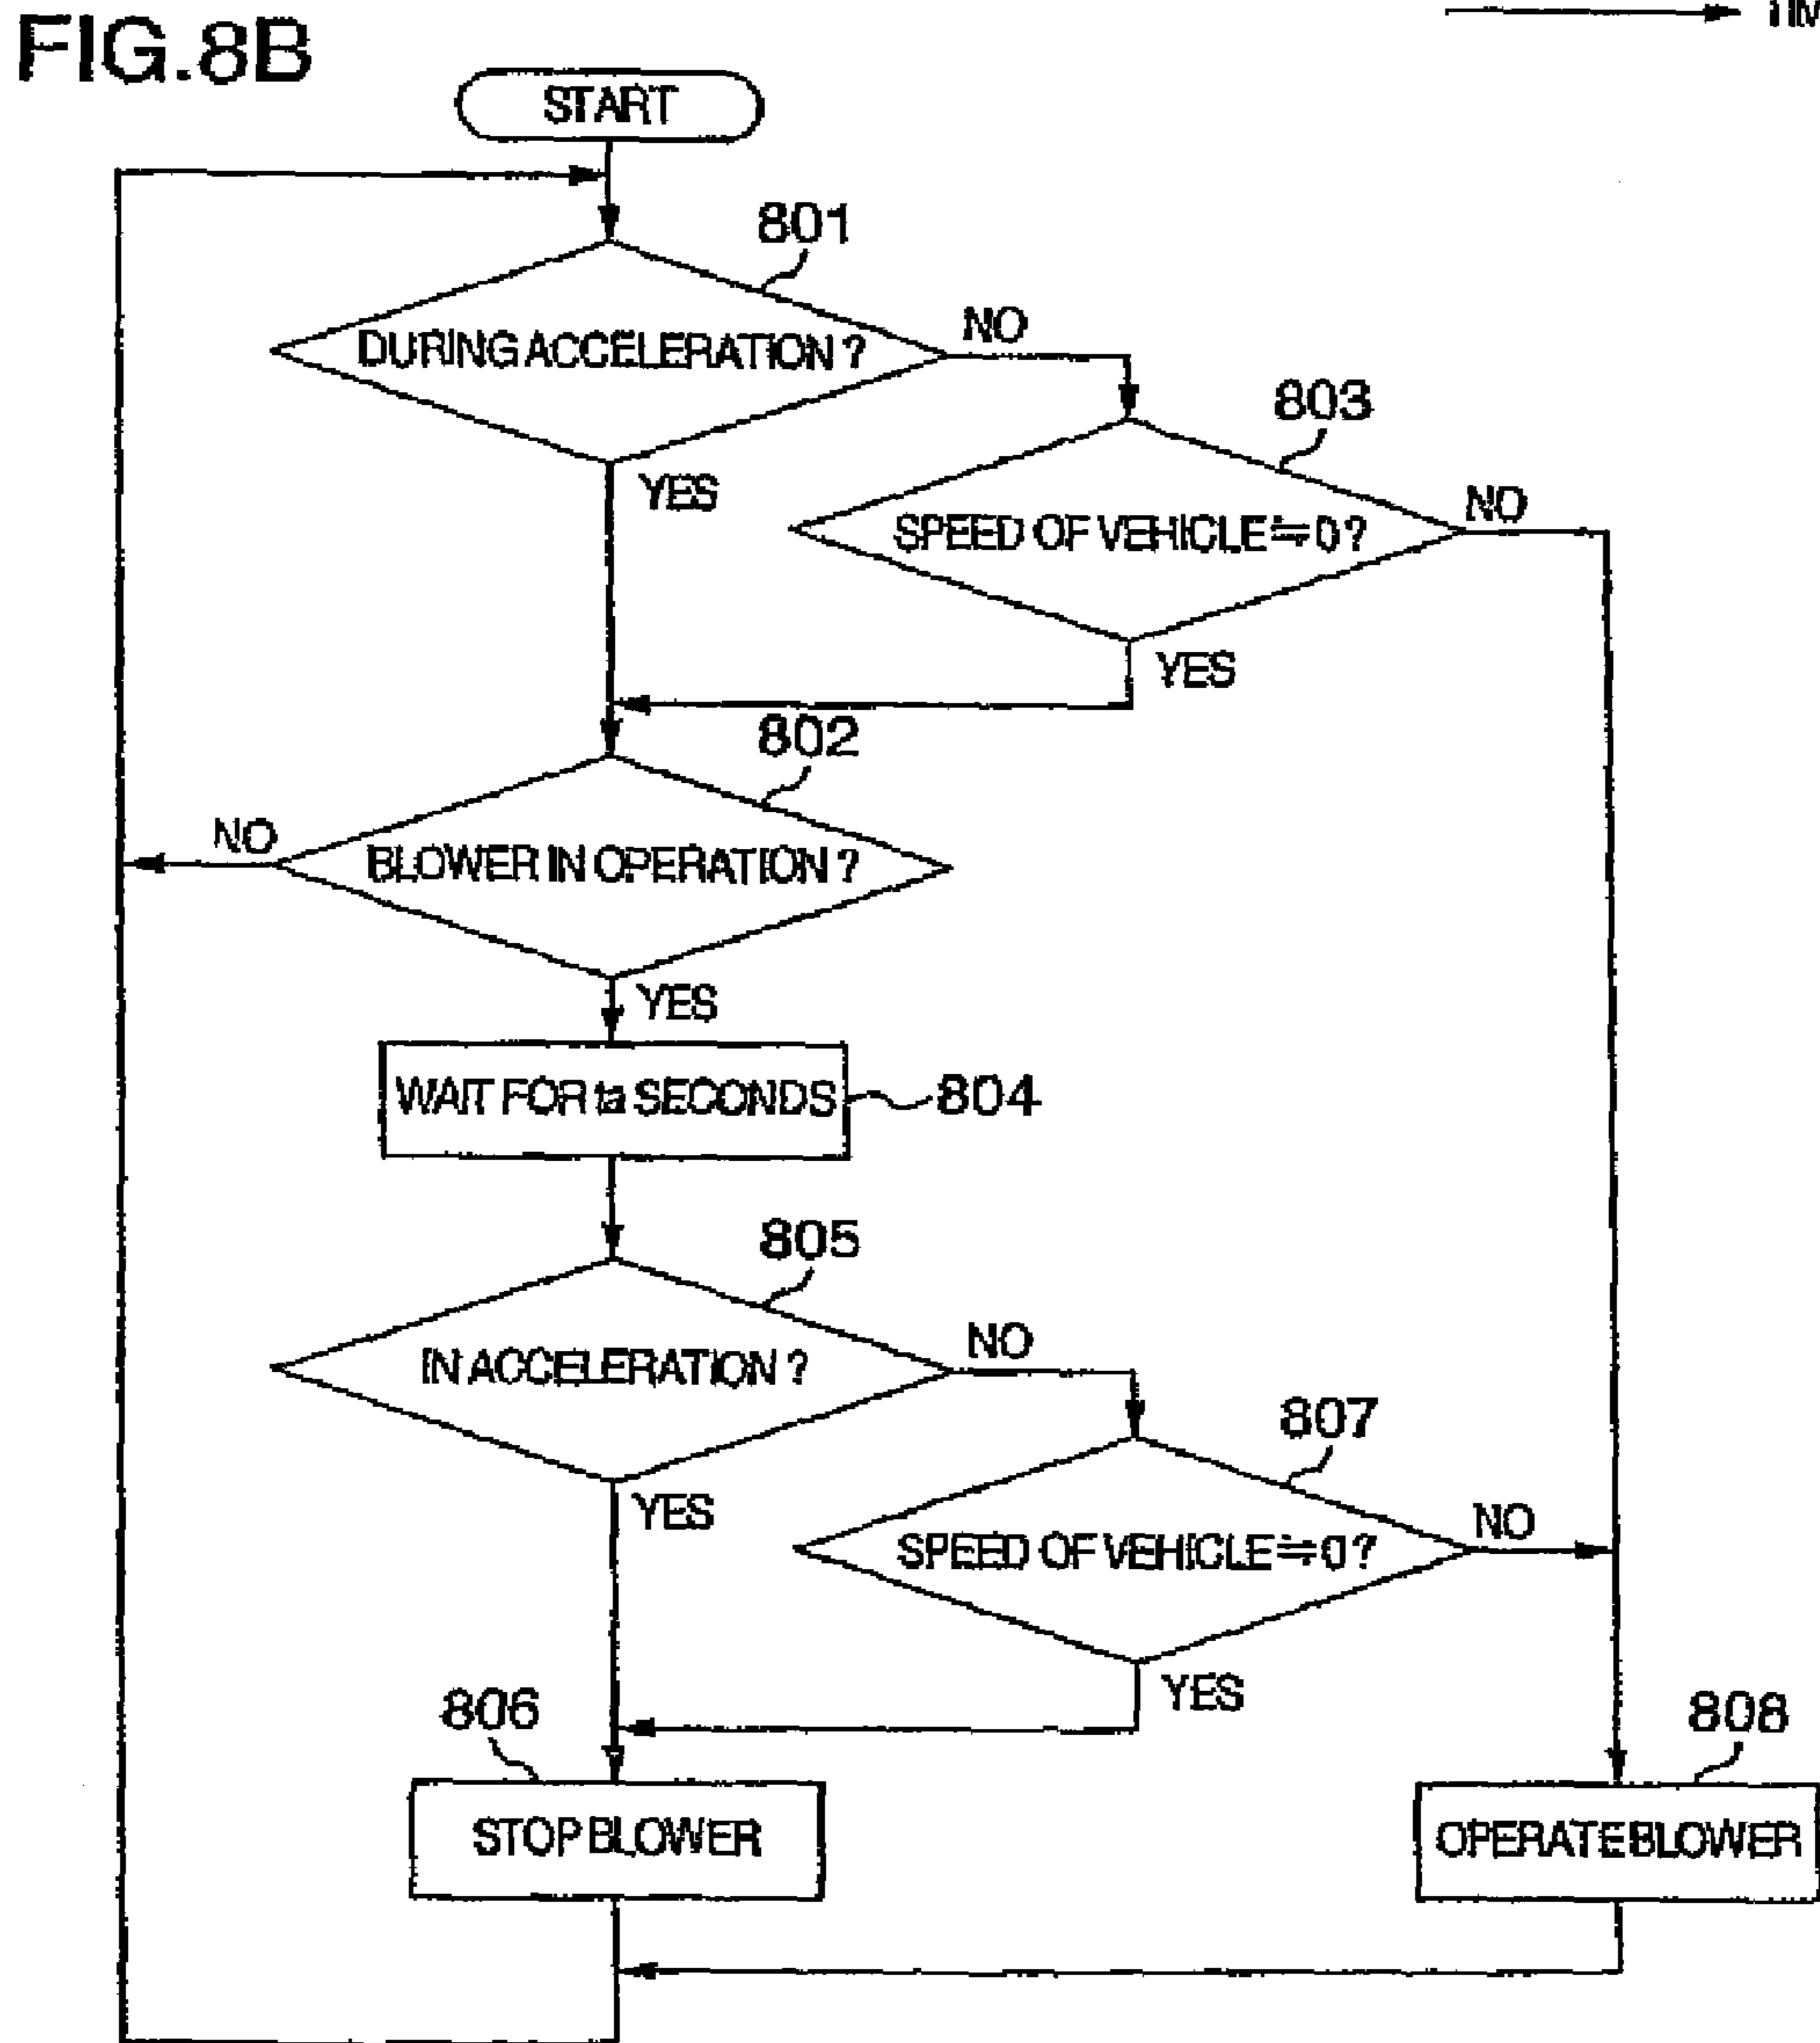 FIG.8B
START
801
DURING ACCELERATION ?
NO
803
YES
SPEED OF VEHICLE≒0?
NO
YES
802
NO
BLOWER IN OPERATION ?
YES
WAIT FOR ta SECONDS
804
805
IN ACCELERATION ?
NO
807
YES
SPEED OF VEHICLE≒0?
NO
YES
806
808
STOP BLOWER
OPERATE BLOWER